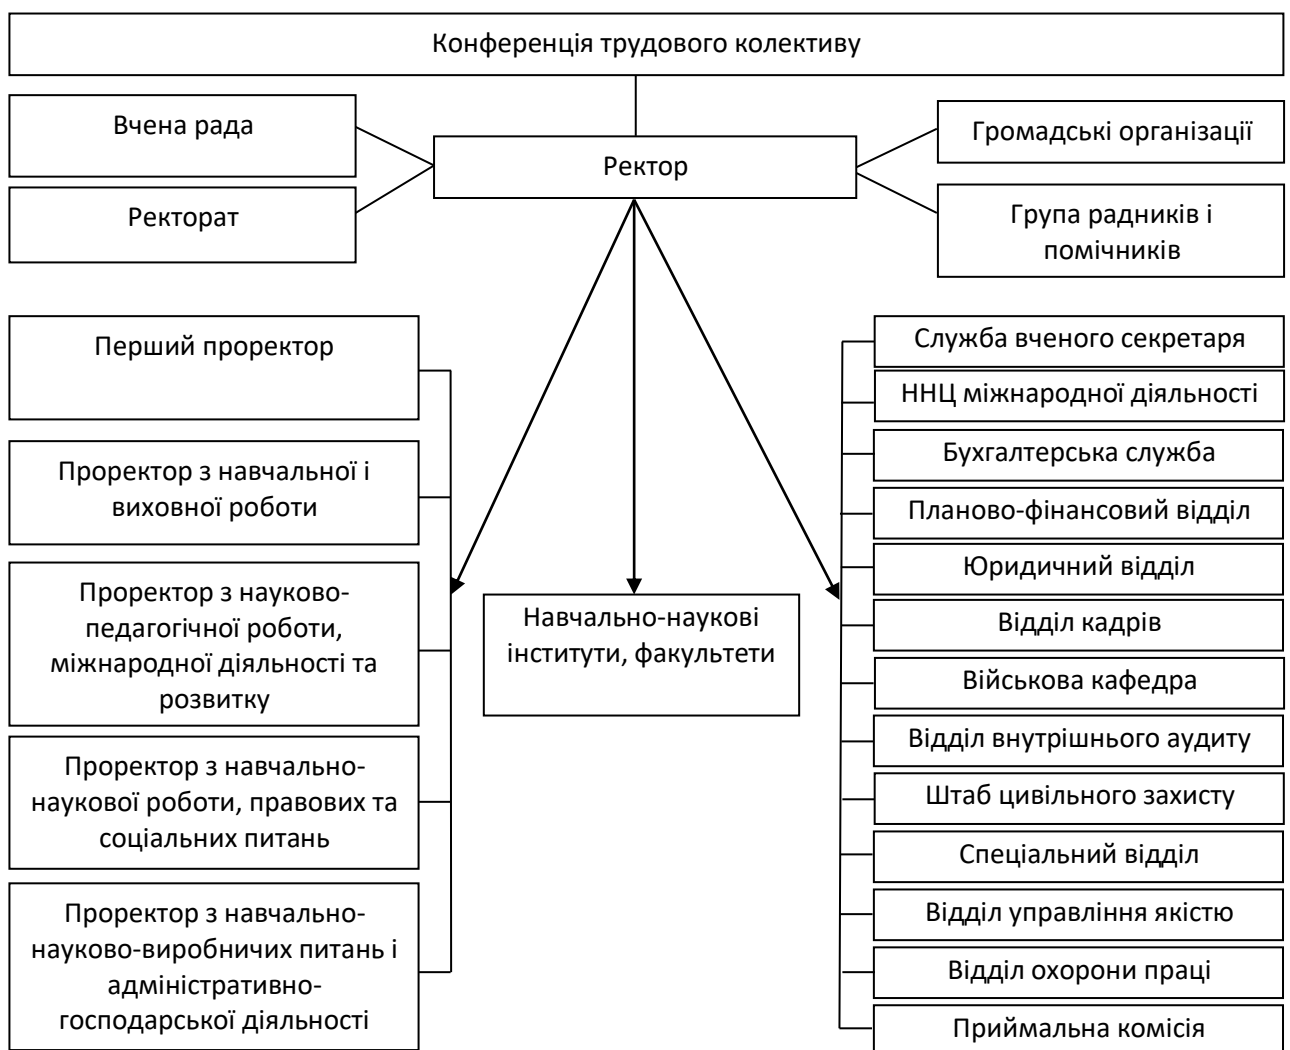 Конференція трудового колективу
Вчена рада
Ректорат
Ректор
Громадські організації
Група радників і
помічників
Перший проректор
Проректор з навчальної і
виховної роботи
Проректор з науково-
педагогічної роботи,
міжнародної діяльності та
розвитку
Проректор з навчально-
наукової роботи, правових та
соціальних питань
Проректор з навчально-
науково-виробничих питань і
адміністративно-
господарської діяльності
Навчально-наукові
інститути, факультети
Служба вченого секретаря
ННЦ міжнародної діяльності
Бухгалтерська служба
Планово-фінансовий відділ
Юридичний відділ
Відділ кадрів
Військова кафедра
Відділ внутрішнього аудиту
Штаб цивільного захисту
Спеціальний відділ
Відділ управління якістю
Відділ охорони праці
Приймальна комісія